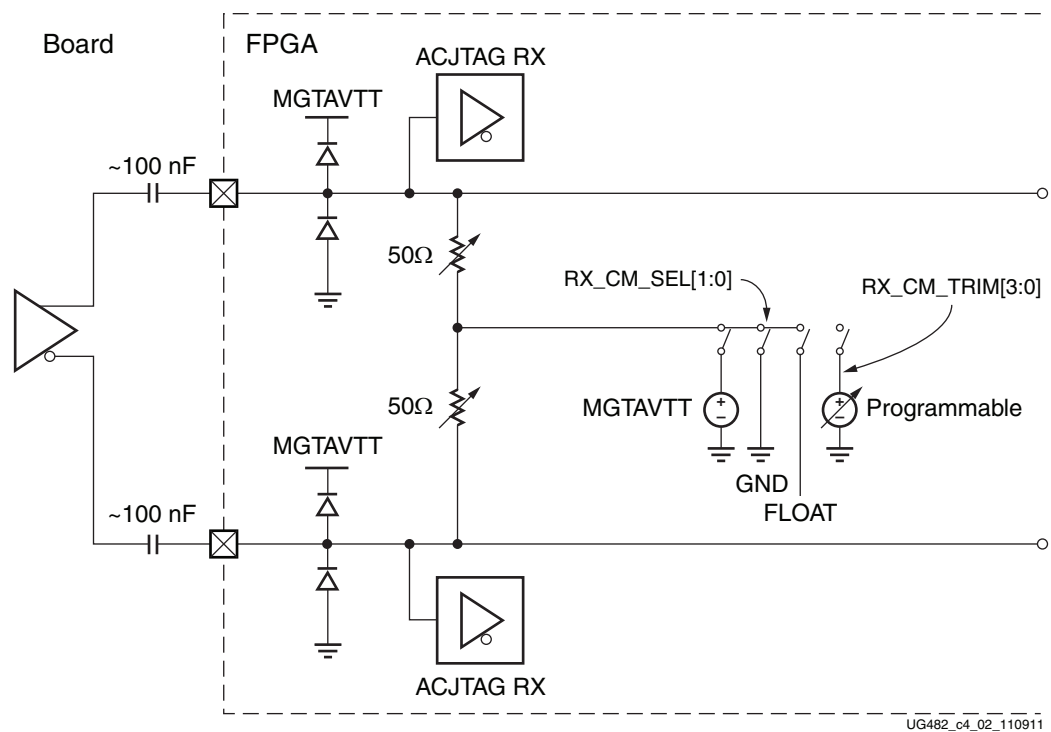 Board
FPGA
ACJTAG RX
MGTAVTT
~100 nF
50Ω
RX_CM_SEL[1:0]
RX_CM_TRIM[3:0]
50Ω
MGTAVTT
+
−
+
−
Programmable
MGTAVTT
GND
FLOAT
~100 nF
ACJTAG RX
UG482_c4_02_110911